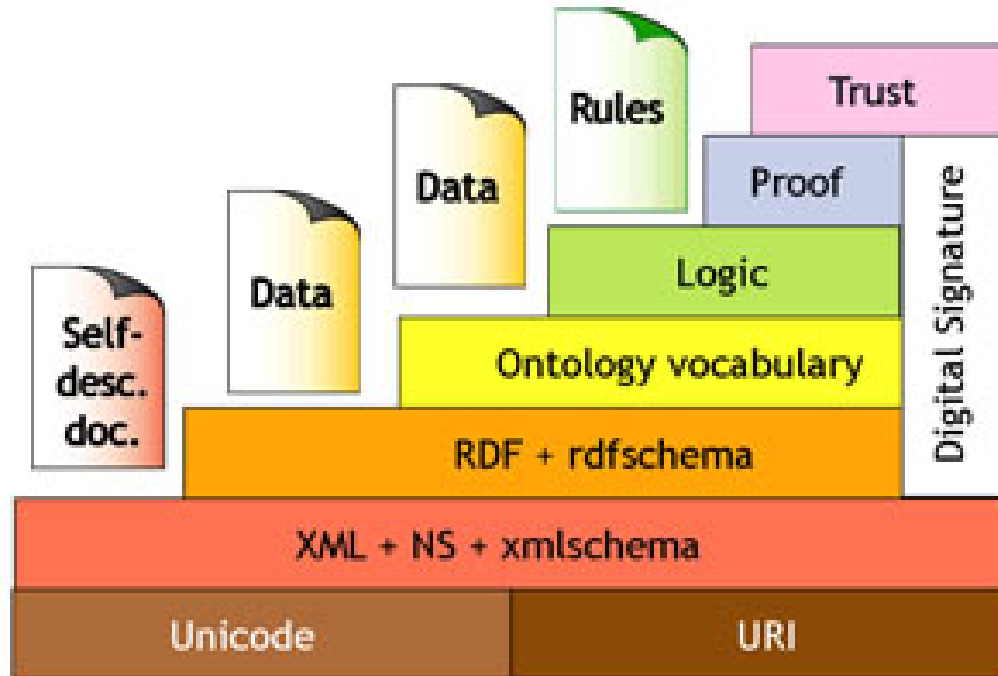 Rules
Trust
Data
Proof
Data
Logic
Self-
desc.
doc.
Ontology vocabulary
Digital Signature
RDF + rdfschema
XML + NS + xmlschema
Unicode
URI